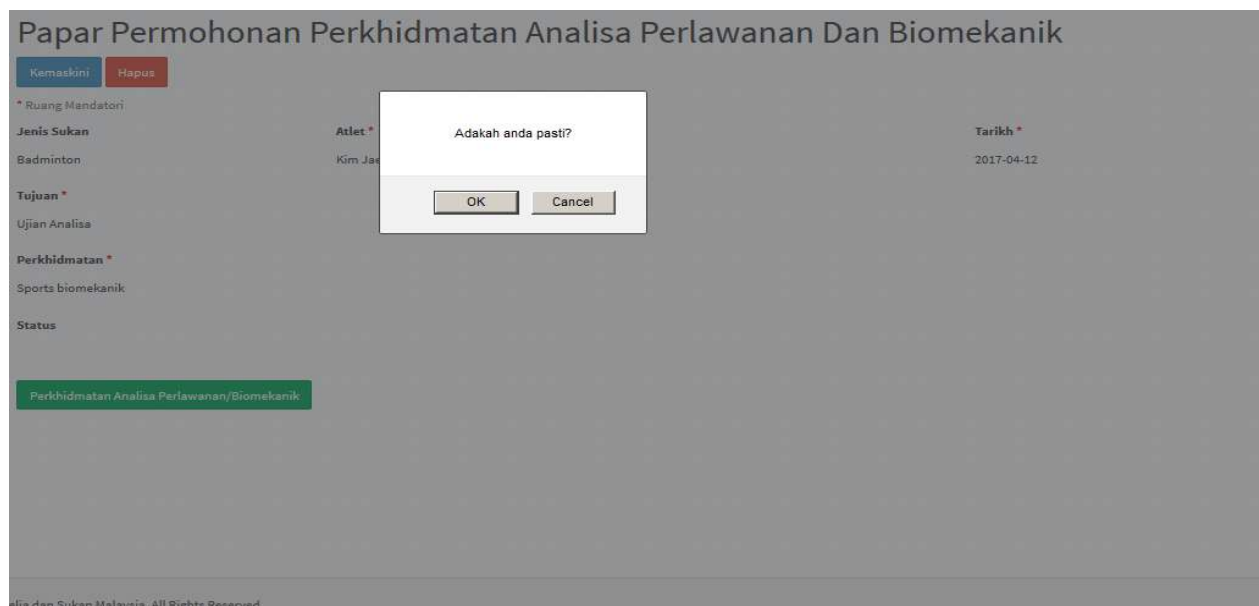 Papar Permohonan Perkhidmatan Analisa Perlawanan Dan Biomekanik
Kemaskini Hapus
* Ruang Mandatori
Jenis Sukan Atlet * Tarikh *
Adakah anda pasti?
Badminton Kim Jae 2017-04-12
Tujuan *
OK Cancel
Ujian Analisa
Perkhidmatan *
Sports biomekanik
Status
Perkhidmatan Analisa Perlawanan/Biomekanik
dan Sukan Malaysia. All Rights Reserved